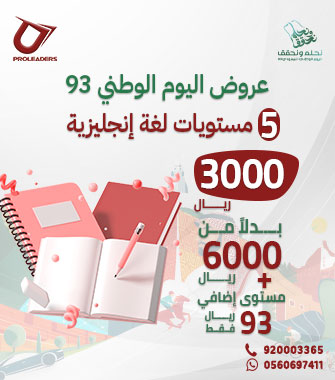 PROLEADERS
نحلم ونحقق
عروض اليوم الوطني 93
5 مستويات لغة إنجليزية
3000
ريال
بدلاً من
6000
ريال
+
مستوى إضافي
93 ريال فقط
920003365
0560697411